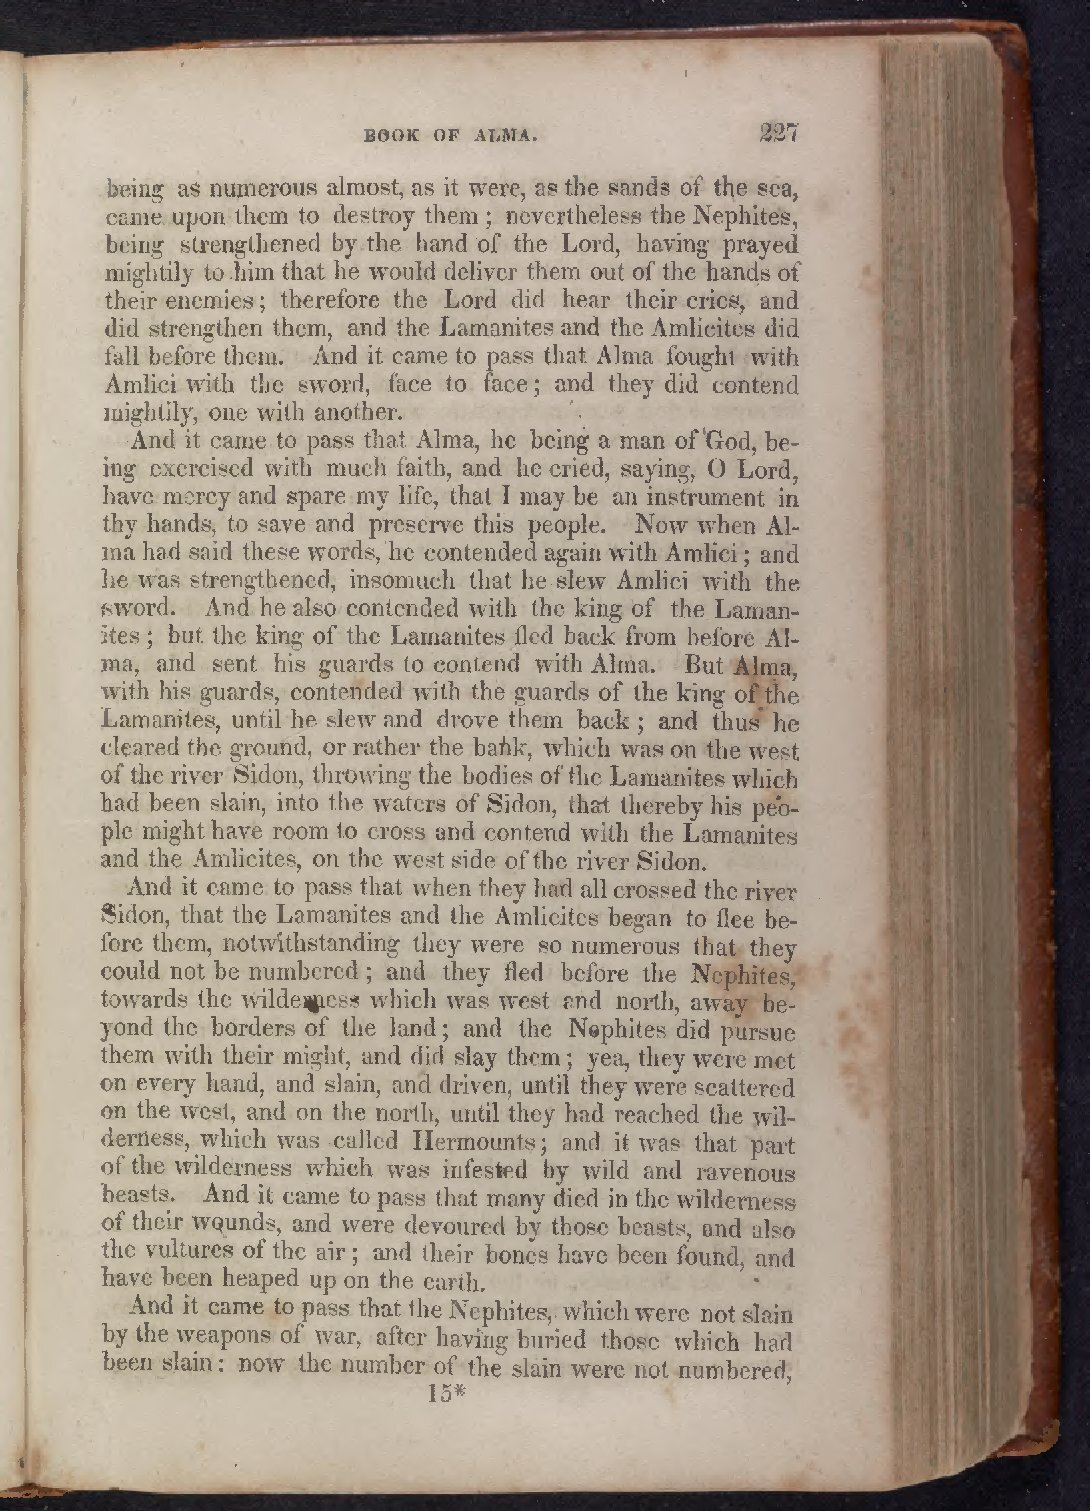 BOOK OF ALMA. 227
being as numerous almost, as it were, as the sands of the sea,
came upon them to destroy them; nevertheless the Nephites,
being strengthened by the hand of the Lord, having prayed
mightily to him that he would deliver them out of the hands of
their enemies; therefore the Lord did hear their cries, and
did strengthen them, and the Lamanites and the Amlicites did
fall before them. And it came to pass that Alma fought with
Amlici with the sword, face to face; and they did contend
mightily, one with another.
And it came to pass that Alma, he being a man of God, be-
ing exercised with much faith, and he cried, saying, O Lord,
have mercy and spare my life, that I may be an instrument in
thy hands, to save and preserve this people. Now when Al-
ma had said these words, he contended again with Amlici; and
he was strengthened, insomuch that he slew Amlici with the
sword. And he also contended with the king of the Laman-
ites; but the king of the Lamanites fled back from before Al-
ma, and sent his guards to contend with Alma. But Alma,
with his guards, contended with the guards of the king of the
Lamanites, until he slew and drove them back; and thus he
cleared the ground, or rather the bank, which was on the west
of the river Sidon, throwing the bodies of the Lamanites which
had been slain, into the waters of Sidon, that thereby his peo-
ple might have room to cross and contend with the Lamanites
and the Amlicites, on the west side of the river Sidon.
And it came to pass that when they had all crossed the river
Sidon, that the Lamanites and the Amlicites began to flee be-
fore them, notwithstanding they were so numerous that they
could not be numbered; and they fled before the Nephites,
towards the wilderness which was west and north, away be-
yond the borders of the land; and the Nephites did pursue
them with their might, and did slay them; yea, they were met
on every hand, and slain, and driven, until they were scattered
on the west, and on the north, until they had reached the wil-
derness, which was called Hermounts; and it was that part
of the wilderness which was infested by wild and ravenous
beasts. And it came to pass that many died in the wilderness
of their wounds, and were devoured by those beasts, and also
the vultures of the air; and their bones have been found, and
have been heaped up on the earth.
And it came to pass that the Nephites, which were not slain
by the weapons of war, after having buried those which had
been slain: now the number of the slain were not numbered,
15*